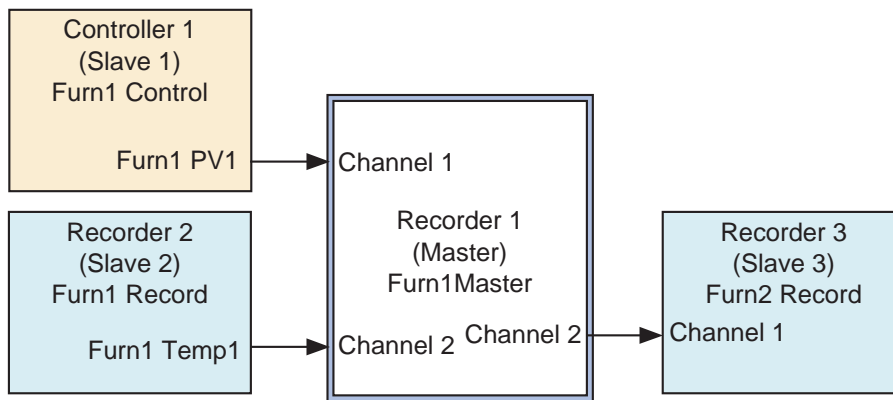 Controller 1
(Slave 1)
Furn1 Control
Furn1 PV1
Recorder 2
(Slave 2)
Furn1 Record
Furn1 Temp1
Channel 1
Recorder 1
(Master)
Furn1Master
Channel 2
Channel 2
Recorder 3
(Slave 3)
Furn2 Record
Channel 1